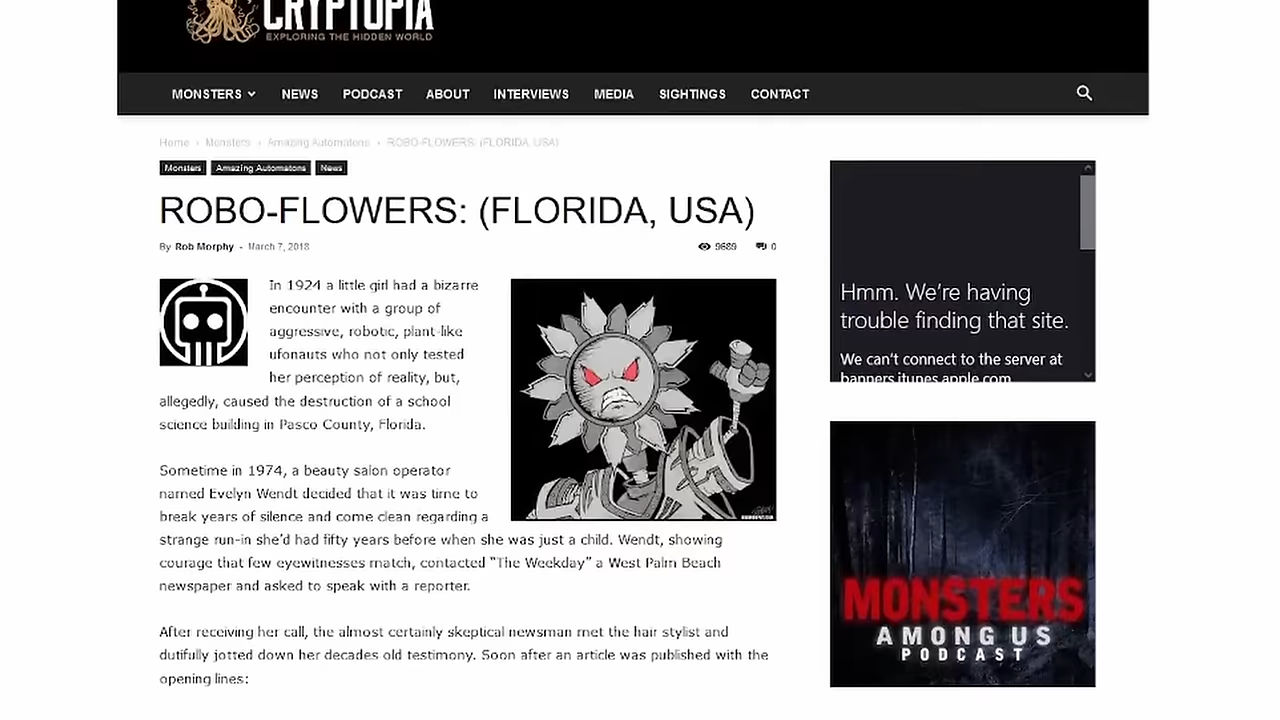 CRYPTOPIA
EXPLORING THE HIDDEN WORLD
MONSTERS NEWS PODCAST ABOUT INTERVIEWS MEDIA SIGHTINGS CONTACT
Home › Monsters › Amazing Automatons › ROBO-FLOWERS: (FLORIDA, USA)
Monsters Amazing Automatons News
ROBO-FLOWERS: (FLORIDA, USA)
By Rob Morphy - March 7, 2018 9689 0
In 1924 a little girl had a bizarre
encounter with a group of
aggressive, robotic, plant-like
ufonauts who not only tested
her perception of reality, but,
allegedly, caused the destruction of a school
science building in Pasco County, Florida.
Sometime in 1974, a beauty salon operator
named Evelyn Wendt decided that it was time to
break years of silence and come clean regarding a
strange run-in she'd had fifty years before when she was just a child. Wendt, showing
courage that few eyewitnesses match, contacted "The Weekday" a West Palm Beach
newspaper and asked to speak with a reporter.
After receiving her call, the almost certainly skeptical newsman met the hair stylist and
dutifully jotted down her decades old testimony. Soon after an article was published with the
opening lines:
Hmm. We're having
trouble finding that site.
We can't connect to the server at
banners.itunes.apple.com
MONSTERS
AMONG US
PODCAST